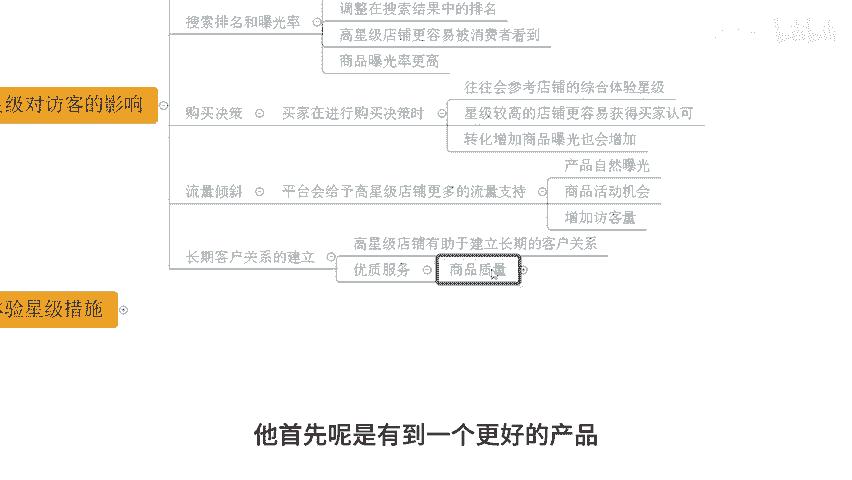 调整在搜索结果中的排名
搜索排名和曝光率
高星级店铺更容易被消费者看到
商品曝光率更高
级对访客的影响
往往会参考店铺的综合体验星级
购买决策
买家在进行购买决策时
星级较高的店铺更容易获得买家认可
转化增加商品曝光也会增加
产品自然曝光
流量倾斜
平台会给予高星级店铺更多的流量支持
商品活动机会
增加访客量
长期客户关系的建立
高星级店铺有助于建立长期的客户关系
优质服务
商品质量
验星级措施
他首先呢是有到一个更好的产品